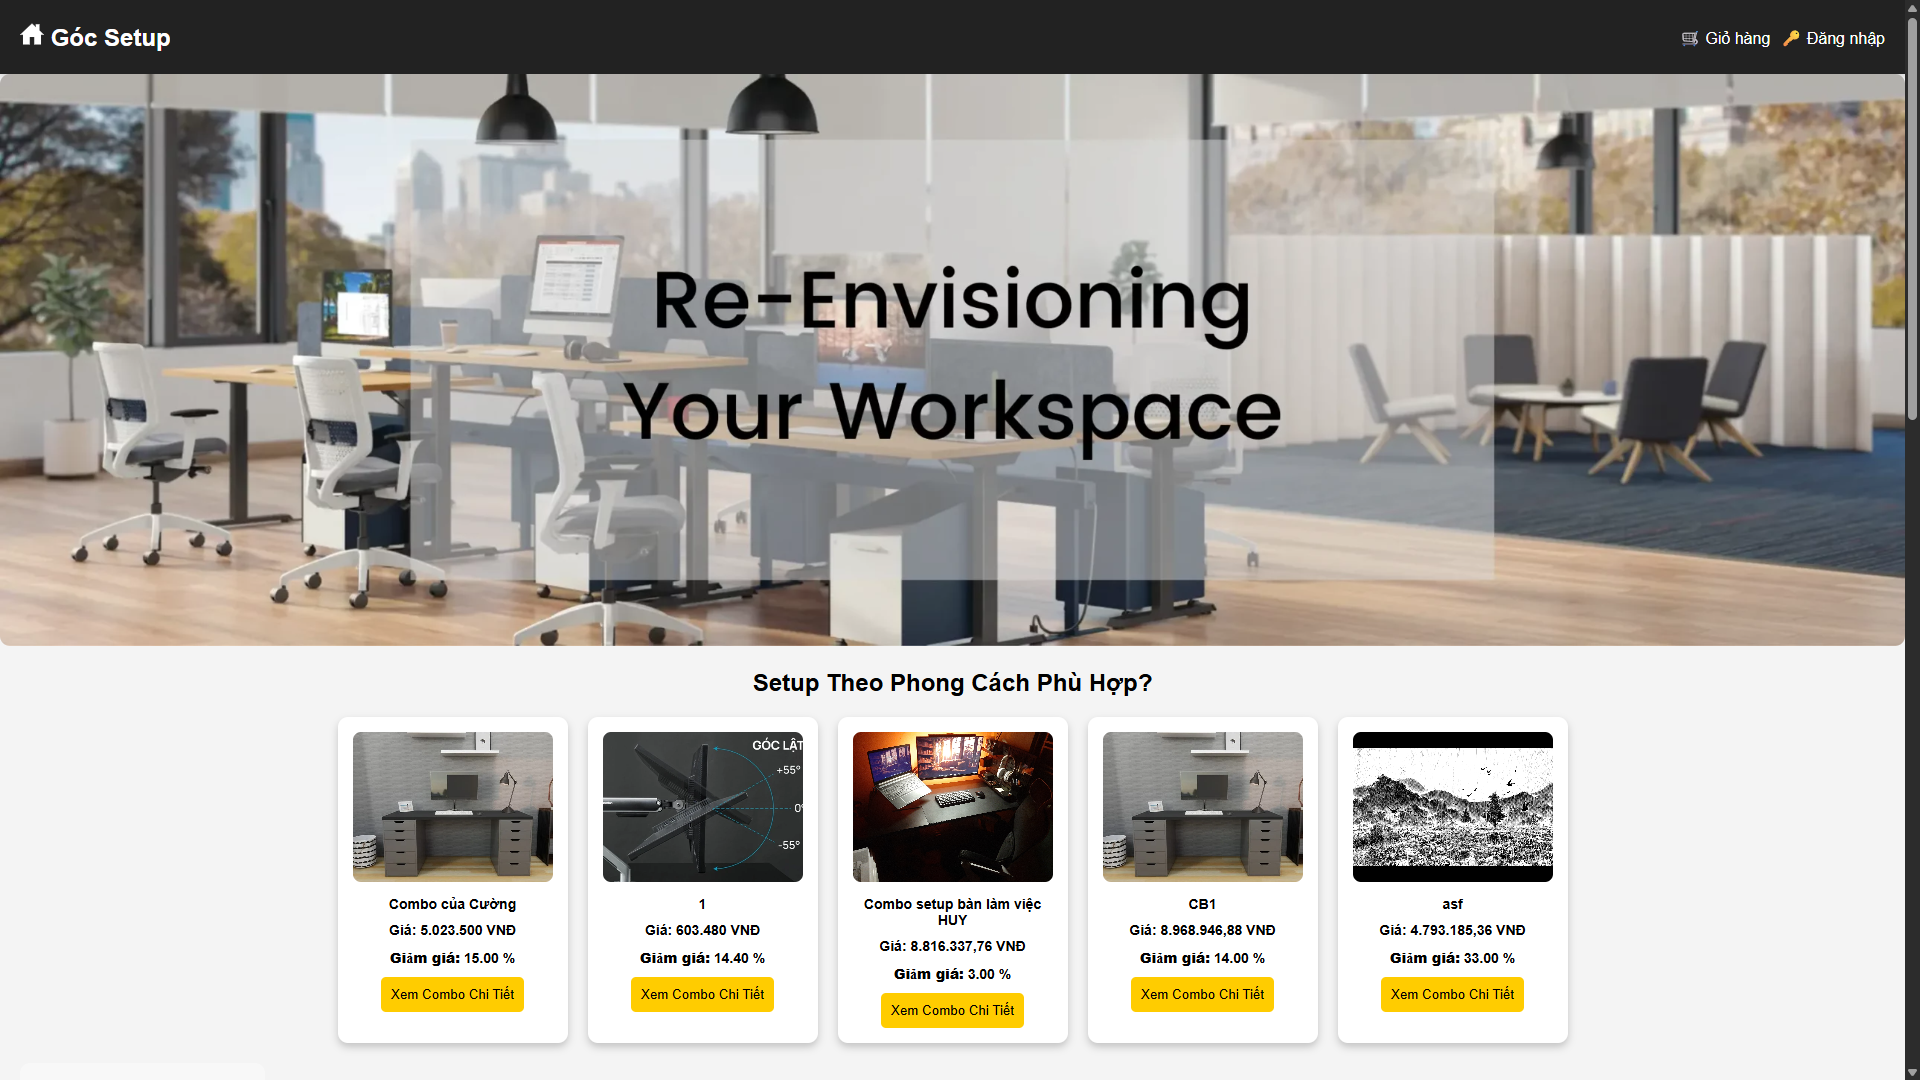 Góc Setup
Giỏ hàng
Đăng nhập
Re-Envisioning
Your Workspace
Setup Theo Phong Cách Phù Hợp?
Combo của Cường
Giá: 5.023.500 VNĐ
Giảm giá: 15.00 %
Xem Combo Chi Tiết
GÓC LẬT
+55°
0°
-55°
1
Giá: 603.480 VNĐ
Giảm giá: 14.40 %
Xem Combo Chi Tiết
Combo setup bàn làm việc
HUY
Giá: 8.816.337,76 VNĐ
Giảm giá: 3.00 %
Xem Combo Chi Tiết
CB1
Giá: 8.968.946,88 VNĐ
Giảm giá: 14.00 %
Xem Combo Chi Tiết
asf
Giá: 4.793.185,36 VNĐ
Giảm giá: 33.00 %
Xem Combo Chi Tiết